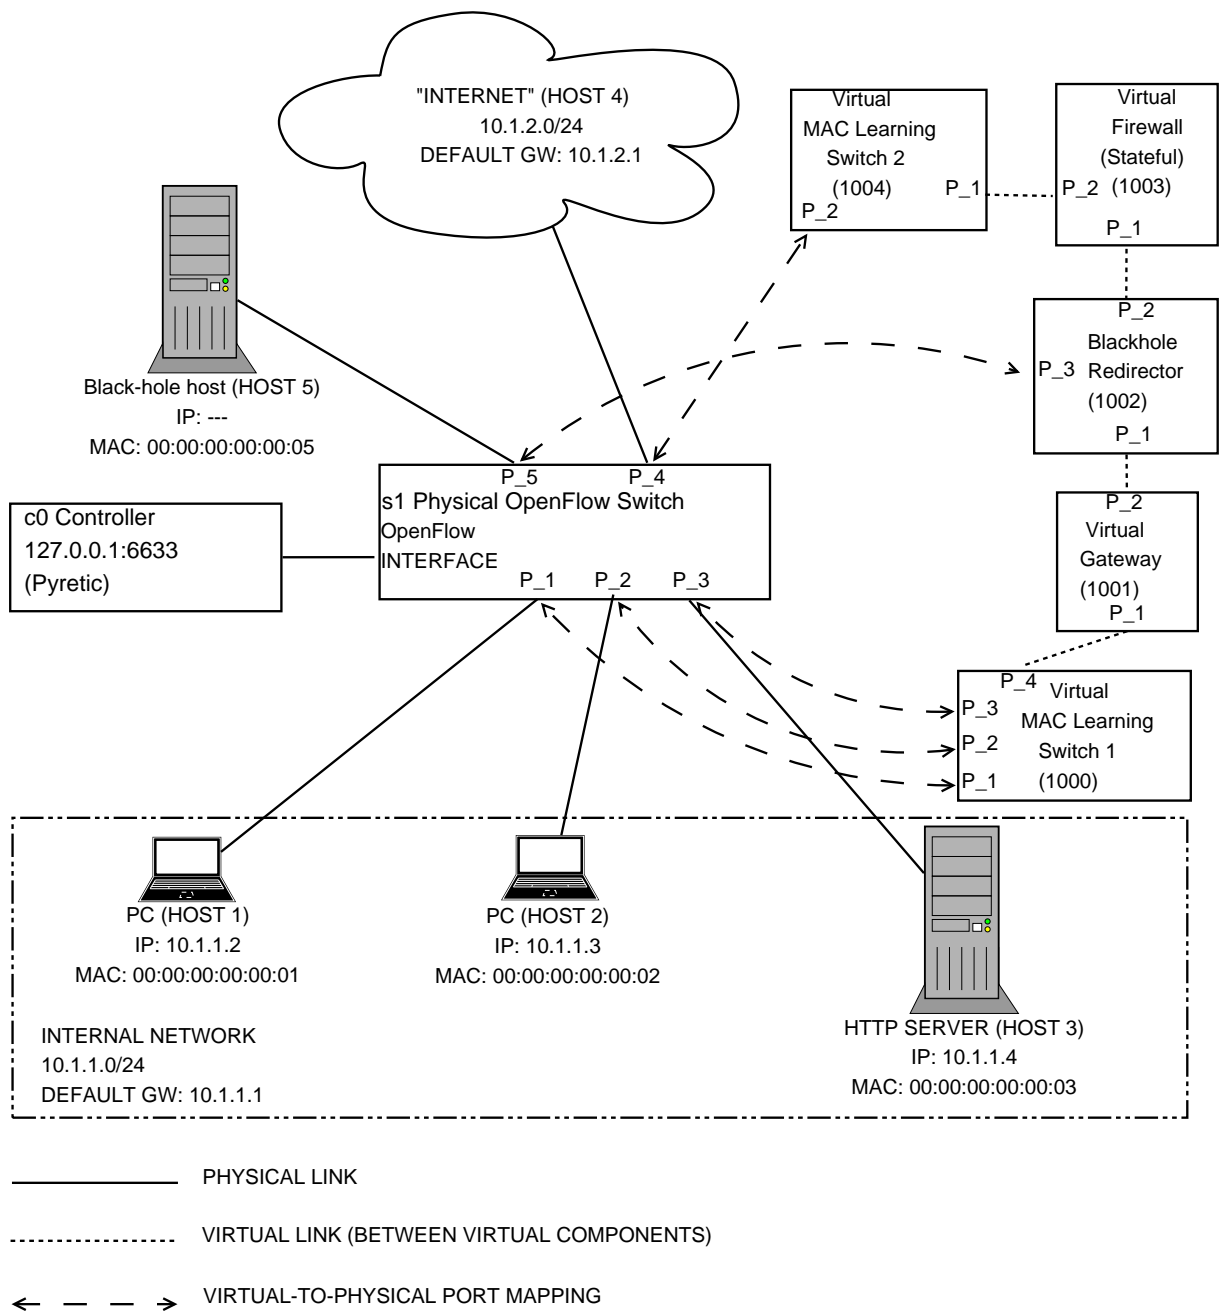 "INTERNET" (HOST 4)
10.1.2.0/24
DEFAULT GW: 10.1.2.1
Virtual
MAC Learning
Switch 2
(1004)
P_1
P_2
Virtual
Firewall
(Stateful)
P_2 (1003)
P_1
P_2
Blackhole
P_3 Redirector
(1002)
P_1
P_2
Virtual
Gateway
(1001)
P_1
P_4 Virtual
P_3
MAC Learning
P_2
Switch 1
P_1 (1000)
Black-hole host (HOST 5)
IP: ---
MAC: 00:00:00:00:00:05
P_5 P_4
s1 Physical OpenFlow Switch
OpenFlow
INTERFACE
P_1 P_2 P_3
c0 Controller
127.0.0.1:6633
(Pyretic)
PC (HOST 1)
IP: 10.1.1.2
MAC: 00:00:00:00:00:01
PC (HOST 2)
IP: 10.1.1.3
MAC: 00:00:00:00:00:02
HTTP SERVER (HOST 3)
IP: 10.1.1.4
MAC: 00:00:00:00:00:03
INTERNAL NETWORK
10.1.1.0/24
DEFAULT GW: 10.1.1.1
PHYSICAL LINK
VIRTUAL LINK (BETWEEN VIRTUAL COMPONENTS)
VIRTUAL-TO-PHYSICAL PORT MAPPING